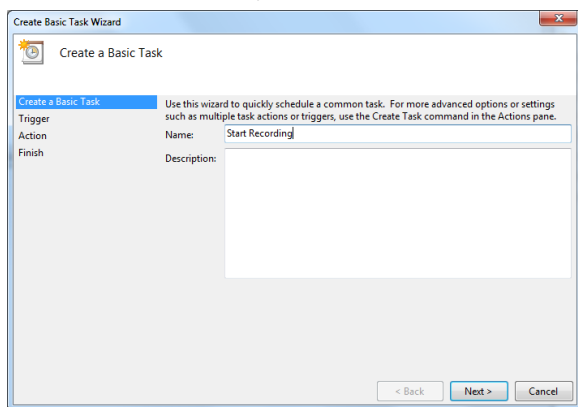 Create Basic Task Wizard
Create a Basic Task
Create a Basic Task
Trigger
Action
Finish
Use this wizard to quickly schedule a common task. For more advanced options or settings
such as multiple task actions or triggers, use the Create Task command in the Actions pane.
Name: Start Recording
Description:
< Back Next > Cancel